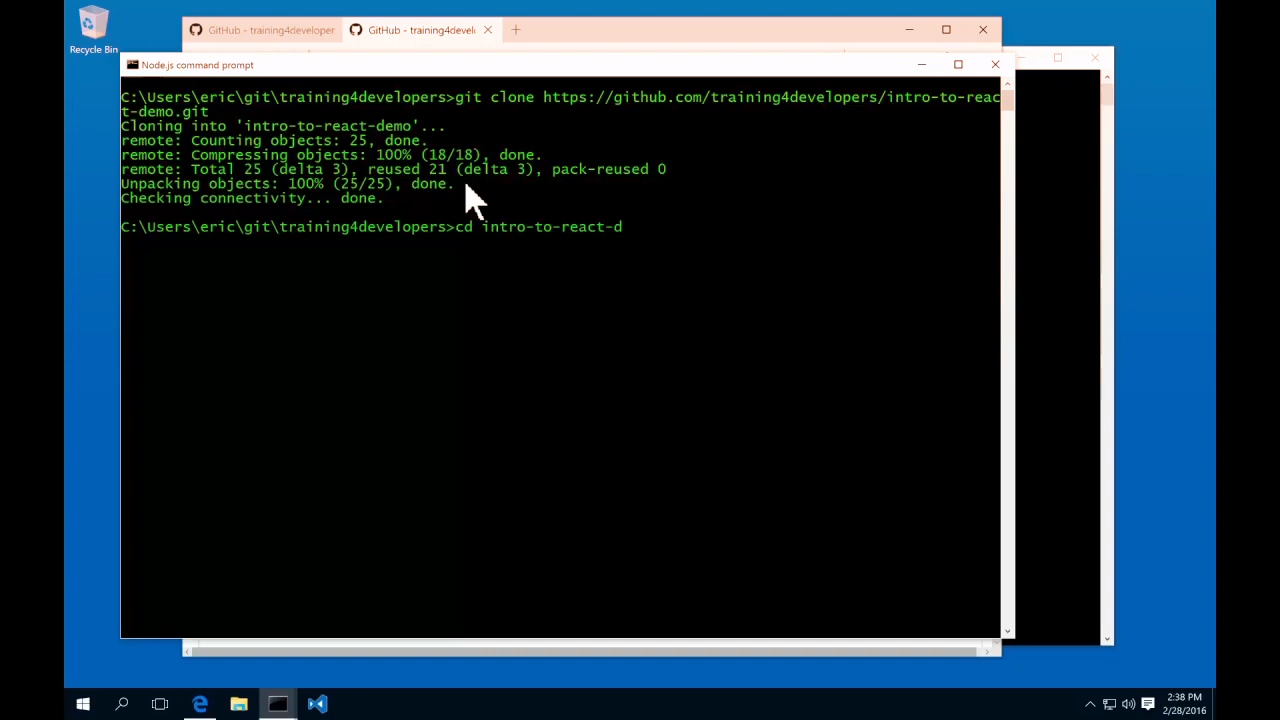 Recycle Bin
GitHub - training4developer
GitHub - training4devel
Node.js command prompt
C:\Users\eric\git\training4developers>git clone https://github.com/training4developers/intro-to-reac
t-demo.git
Cloning into 'intro-to-react-demo'...
remote: Counting objects: 25, done.
remote: Compressing objects: 100% (18/18), done.
remote: Total 25 (delta 3), reused 21 (delta 3), pack-reused 0
Unpacking objects: 100% (25/25), done.
Checking connectivity... done.
C:\Users\eric\git\training4developers>cd intro-to-react-d
2:38 PM
2/28/2016